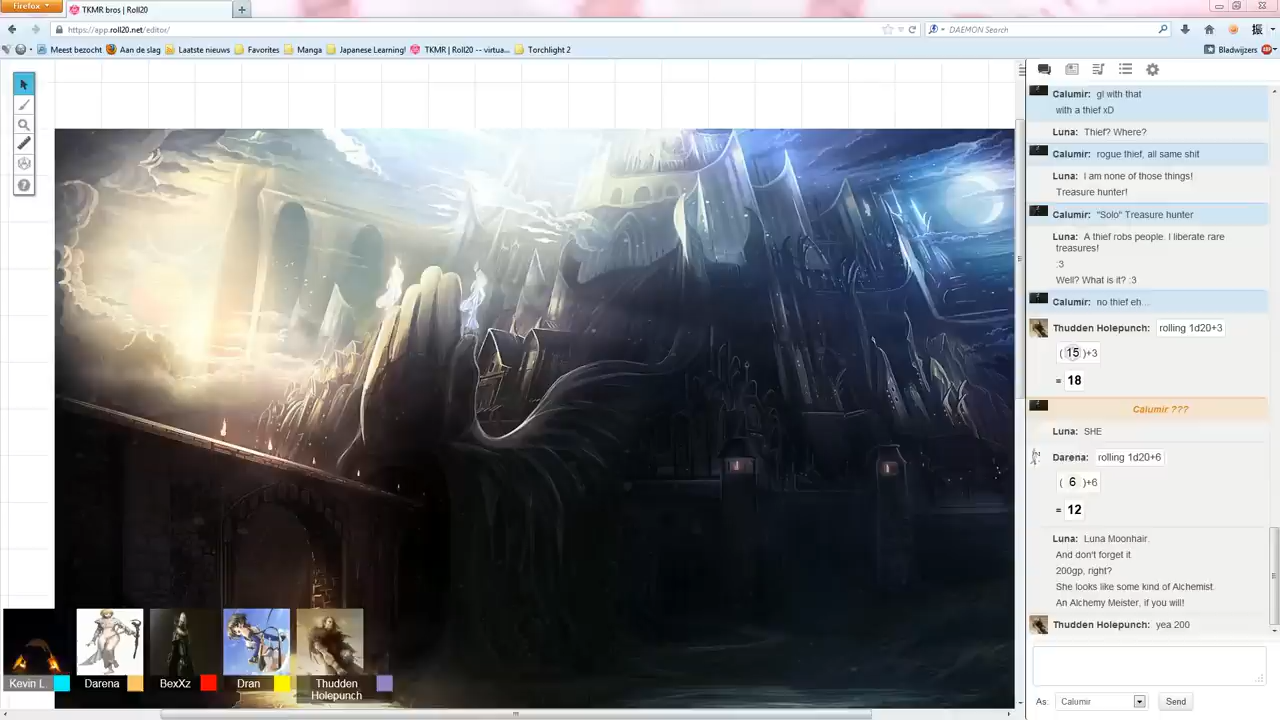 Firefox
TKMR bros | Roll20
https://app.roll20.net/editor/
DAEMON Search
Meest bezocht
Aan de slag
Laatste nieuws
Favorites
Manga
Japanese Learning!
TKMR | Roll20 -- virtua...
Torchlight 2
Bladwijzers
Calumir: gl with that
with a thief xD
Luna: Thief? Where?
Calumir: rogue thief, all same shit
Luna: I am none of those things!
Treasure hunter!
Calumir: "Solo" Treasure hunter
Luna: A thief robs people. I liberate rare
treasures!
:3
Well? What is it? :3
Calumir: no thief eh...
Thudden Holepunch: rolling 1d20+3
(15)+3
= 18
Calumir ???
Luna: SHE
Darena: rolling 1d20+6
(6)+6
= 12
Luna: Luna Moonhair.
And don't forget it
200gp, right?
She looks like some kind of Alchemist.
An Alchemy Meister, if you will!
Thudden Holepunch: yea 200
Kevin L.
Darena
BexXz
Dran
Thudden
Holepunch
As: Calumir
Send